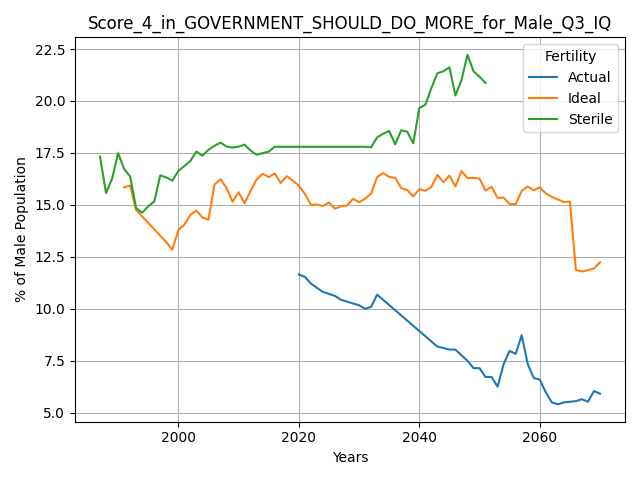 Score_4_in_GOVERNMENT_SHOULD_DO_MORE_for_Male_Q3_IQ
Fertility
Actual
Ideal
Sterile
% of Male Population
22.5
20.0
17.5
15.0
12.5
10.0
7.5
5.0
2000 2020 2040 2060
Years